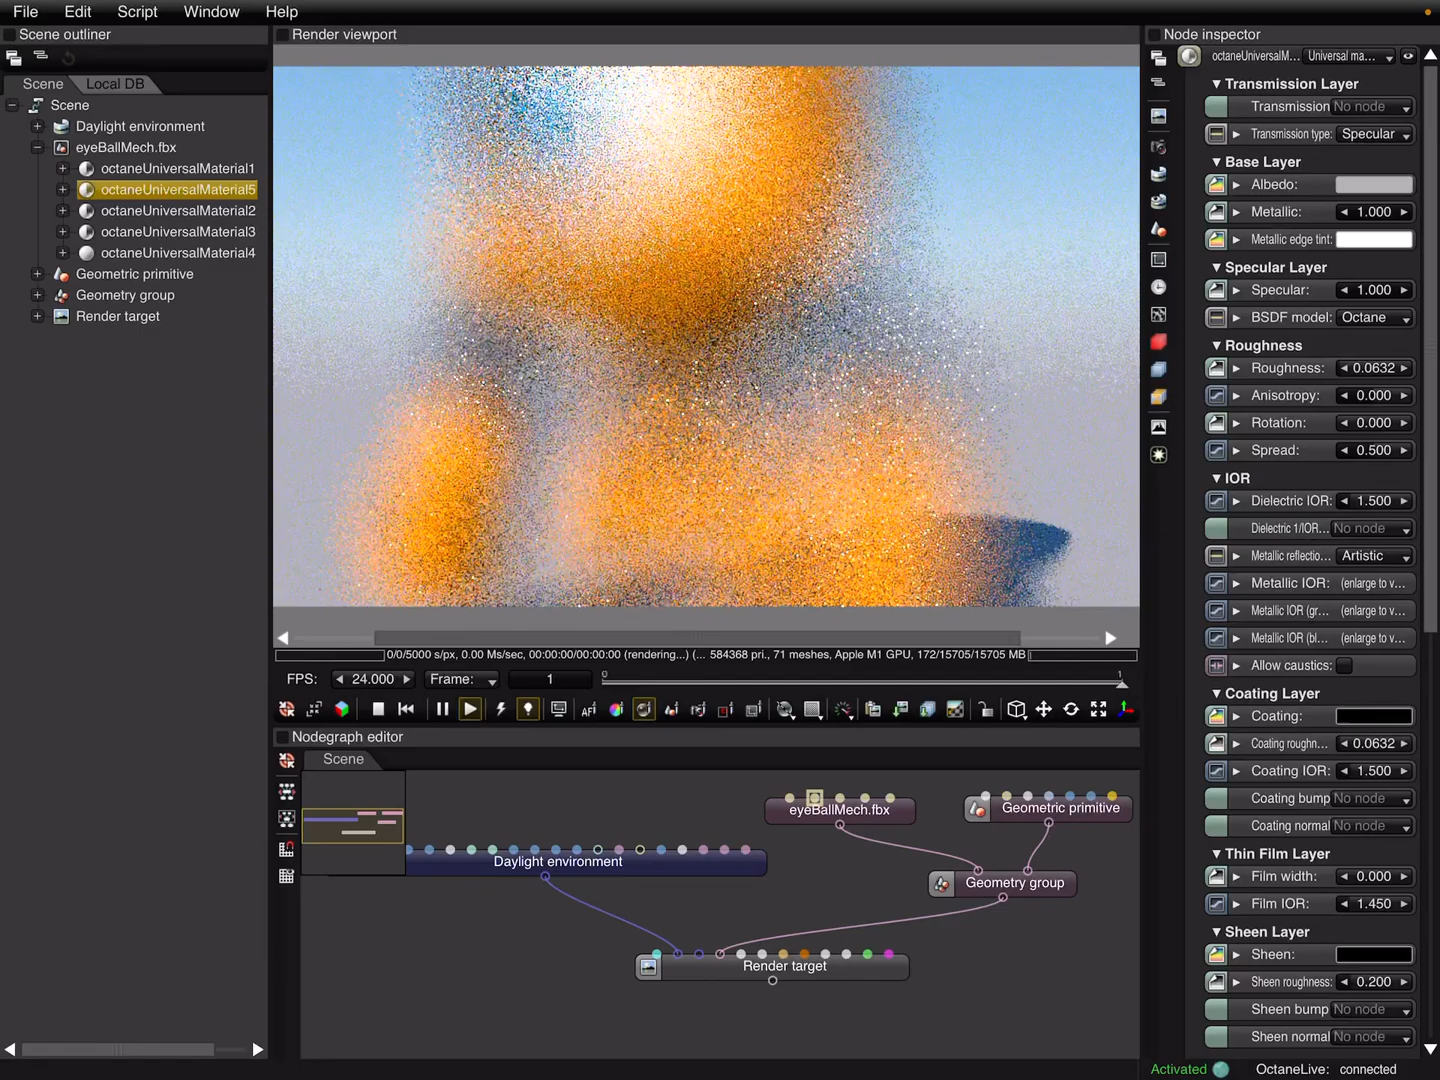 File Edit Script Window Help
Scene outliner
Scene Local DB
Scene
Daylight environment
eyeBallMech.fbx
octaneUniversalMaterial1
octaneUniversalMaterial5
octaneUniversalMaterial2
octaneUniversalMaterial3
octaneUniversalMaterial4
Geometric primitive
Geometry group
Render target
Render viewport
0/0/5000 s/px, 0.00 Ms/sec, 00:00:00/00:00:00 (rendering...) (... 584368 pri., 71 meshes, Apple M1 GPU, 172/15705/15705 MB
FPS: 24.000 Frame: 1 0 1
AF
Nodegraph editor
Scene
eyeBallMech.fbx
Geometric primitive
Daylight environment
Geometry group
Render target
Node inspector
octaneUniversalM... Universal ma...
Transmission Layer
Transmission No node
Transmission type: Specular
Base Layer
Albedo:
Metallic: 1.000
Metallic edge tint:
Specular Layer
Specular: 1.000
BSDF model: Octane
Roughness
Roughness: 0.0632
Anisotropy: 0.000
Rotation: 0.000
Spread: 0.500
IOR
Dielectric IOR: 1.500
Dielectric 1/IOR... No node
Metallic reflectio... Artistic
Metallic IOR: (enlarge to v...
Metallic IOR (gr... (enlarge to v...
Metallic IOR (bl... (enlarge to v...
Allow caustics:
Coating Layer
Coating:
Coating roughn... 0.0632
Coating IOR: 1.500
Coating bump No node
Coating normal No node
Thin Film Layer
Film width: 0.000
Film IOR: 1.450
Sheen Layer
Sheen:
Sheen roughness: 0.200
Sheen bump No node
Sheen normal No node
Activated OctaneLive: connected